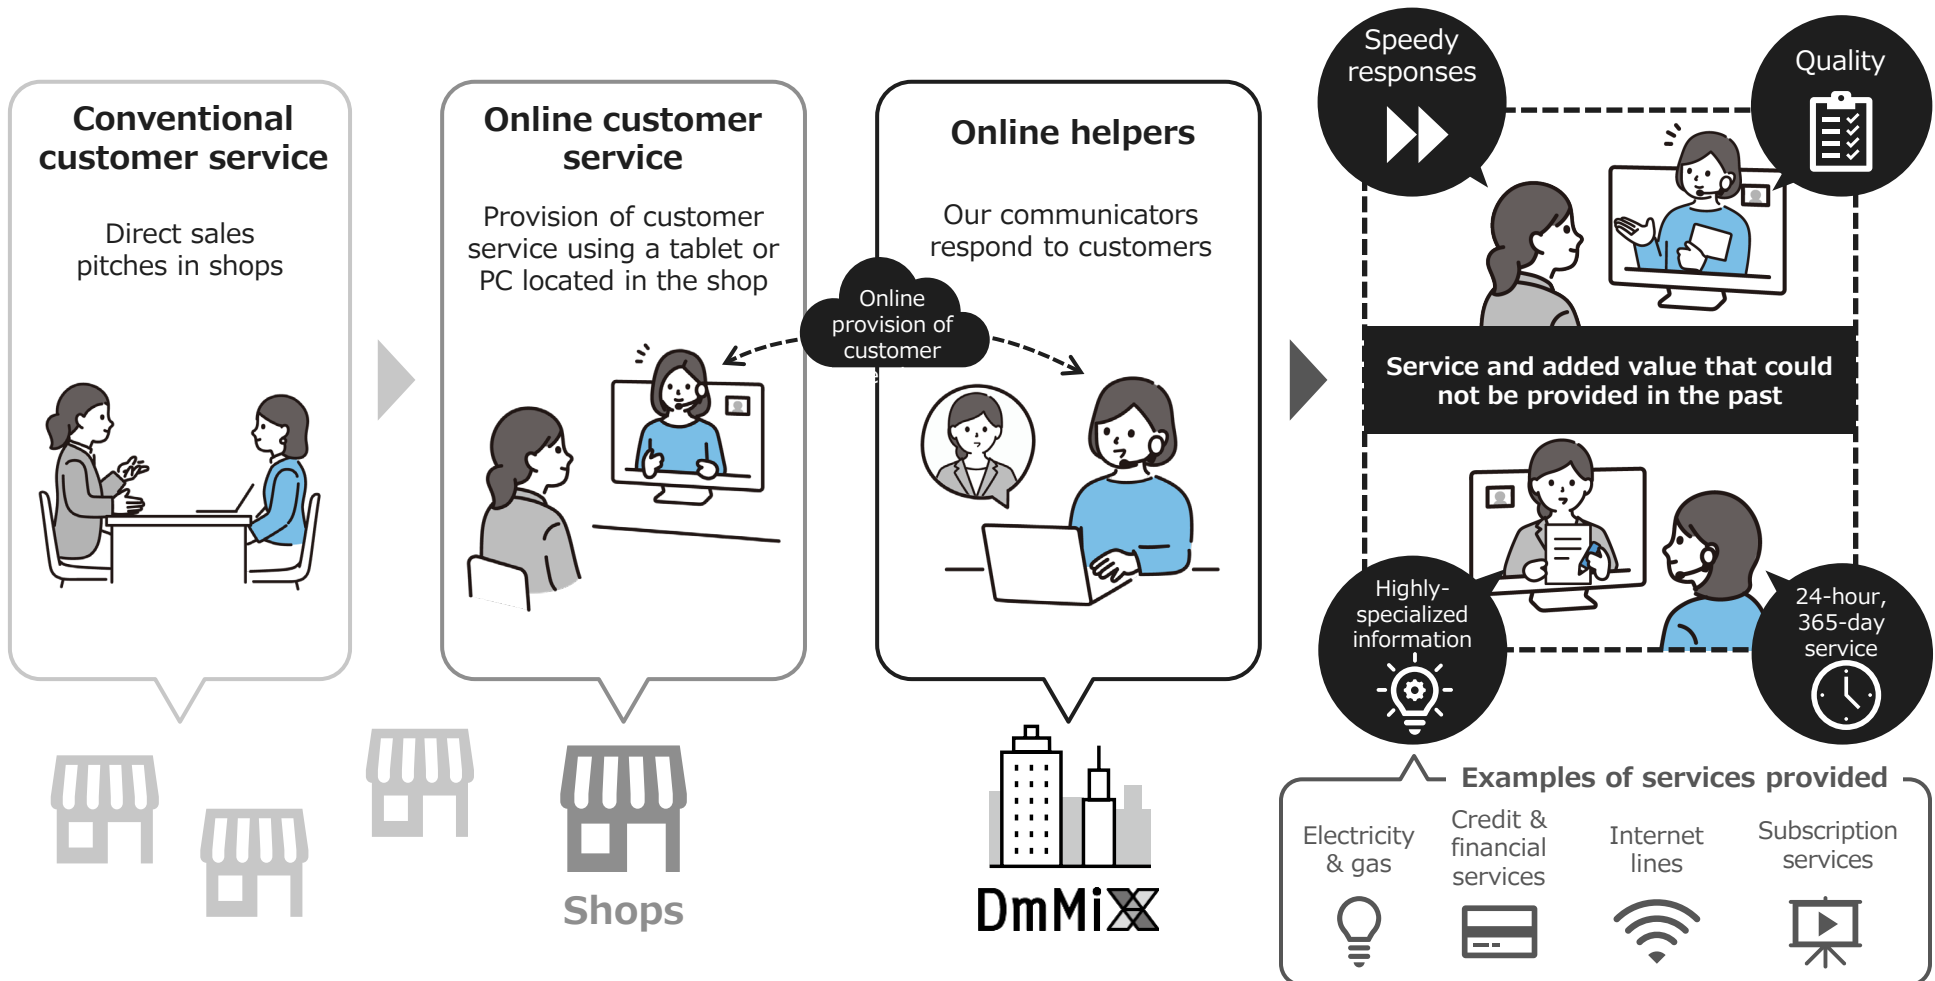 Conventional
customer service
Direct sales
pitches in shops
Online customer
service
Provision of customer
service using a tablet or
PC located in the shop
Online
provision of
customer
Online helpers
Our communicators
respond to customers
Speedy
responses
Quality
Service and added value that could
not be provided in the past
Highly-
specialized
information
24-hour,
365-day
service
Shops
DmMiX
Examples of services provided
Electricity
& gas
Credit &
financial
services
Internet
lines
Subscription
services